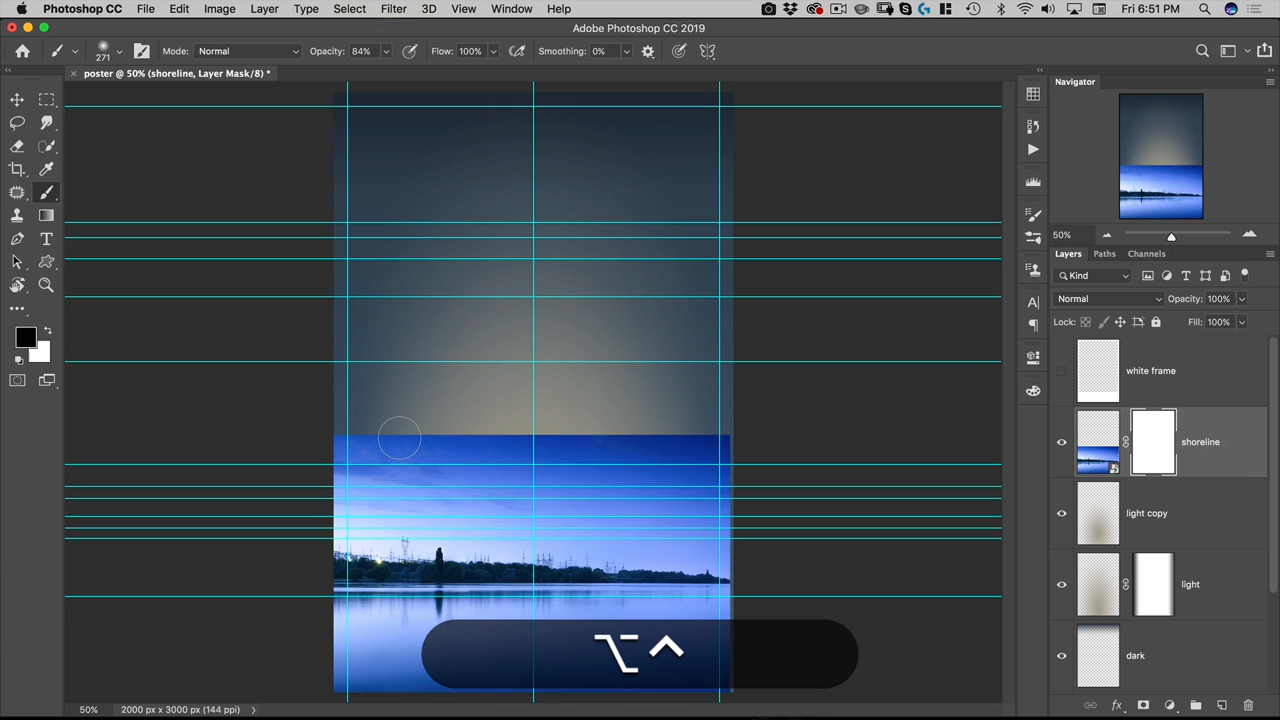 Photoshop CC File Edit Image Layer Type Select Filter 3D View Window Help Fri 6:51 PM
Adobe Photoshop CC 2019
271 Mode: Normal Opacity: 84% Flow: 100% Smoothing: 0%
× poster @ 50% (shoreline, Layer Mask/8) *
Navigator
50%
Layers Paths Channels
Kind
Normal Opacity: 100%
Lock: Fill: 100%
white frame
shoreline
light copy
light
dark
⌥ ^
50% 2000 px x 3000 px (144 ppi) >